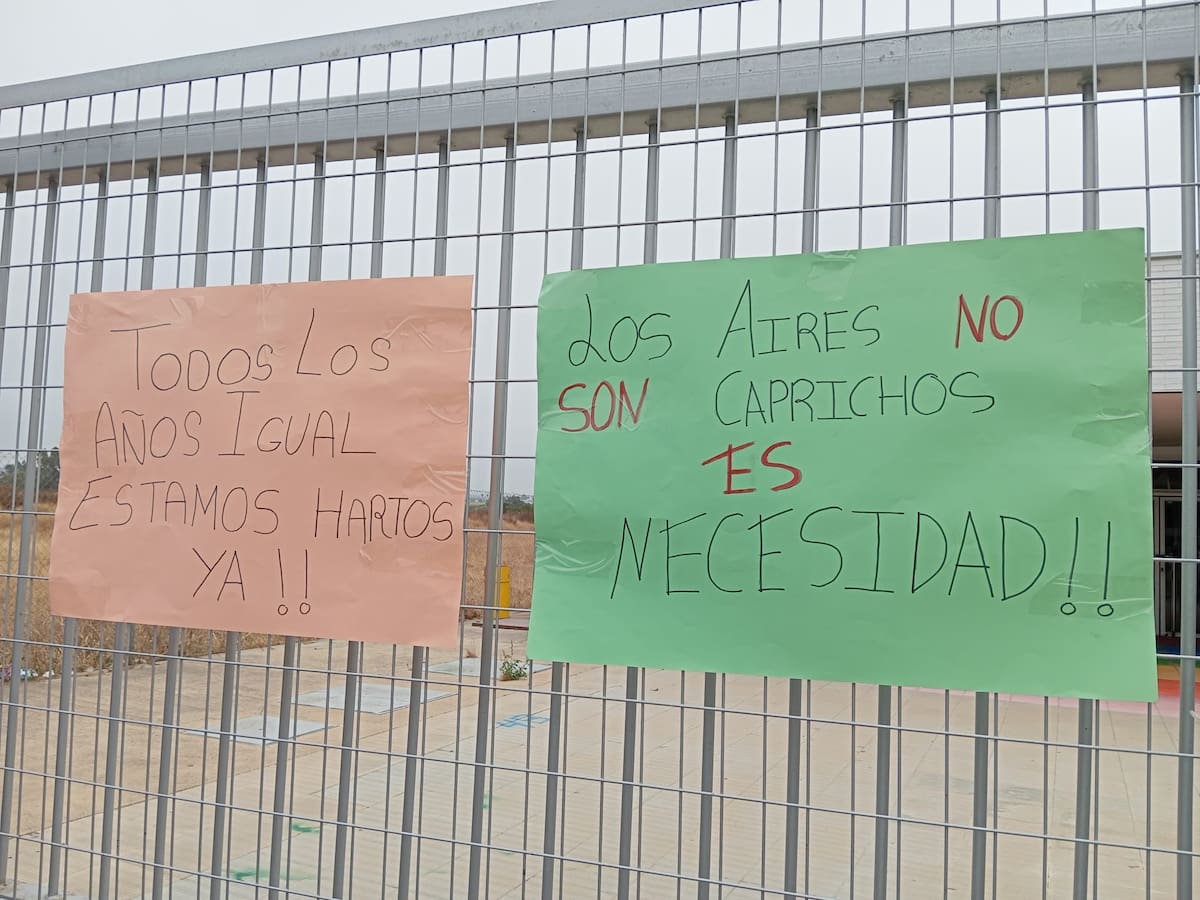 TODOS LOS
AÑOS IGUAL
ESTAMOS HARTOS
YA!!
LOS AIRES NO
SON CAPRICHOS
ES
NECESIDAD!!